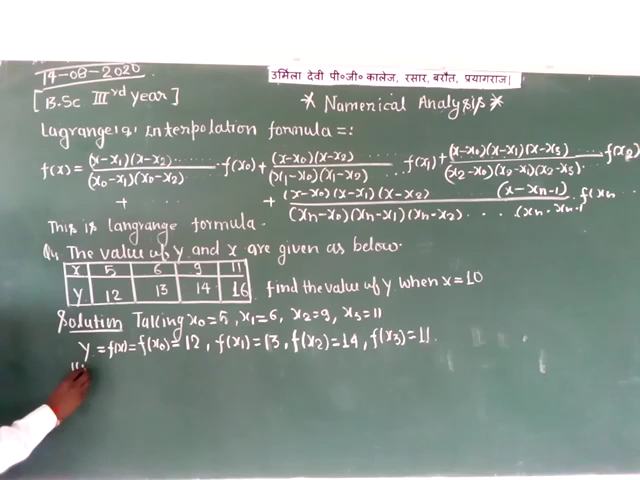 14-08-2020
उर्मिला देवी पी०जी० कालेज, रसार, बरौत, प्रयागराज।
[B.Sc IIIrd year]
* Numerical Analysis *
Lagrange's Interpolation formula =:
f(x) = (x-x1)(x-x2)....... / (x0-x1)(x0-x2) . f(x0) + (x-x0)(x-x2) .... / (x1-x0)(x1-x2) .... f(x1) + (x-x0)(x-x1)(x-x3)....... / (x2-x0)(x2-x1)(x2-x3). f(x2)
+ ... + (x-x0)(x-x1)(x-x2) (x-xn-1) / (xn-x0)(xn-x1)(xn-x2).... (xn-xn-1 . f(xn
This is langrange formula.
Q1. The value of y and x are given as below.
X 5 6 9 11
Y 12 13 14 16
find the value of y when x=10
Solution Talking x0=5, x1=6, x2=9, x3=11
y = f(x) = f(x0) = 12, f(x1) = 13, f(x2) = 14, f(x3) = 11.